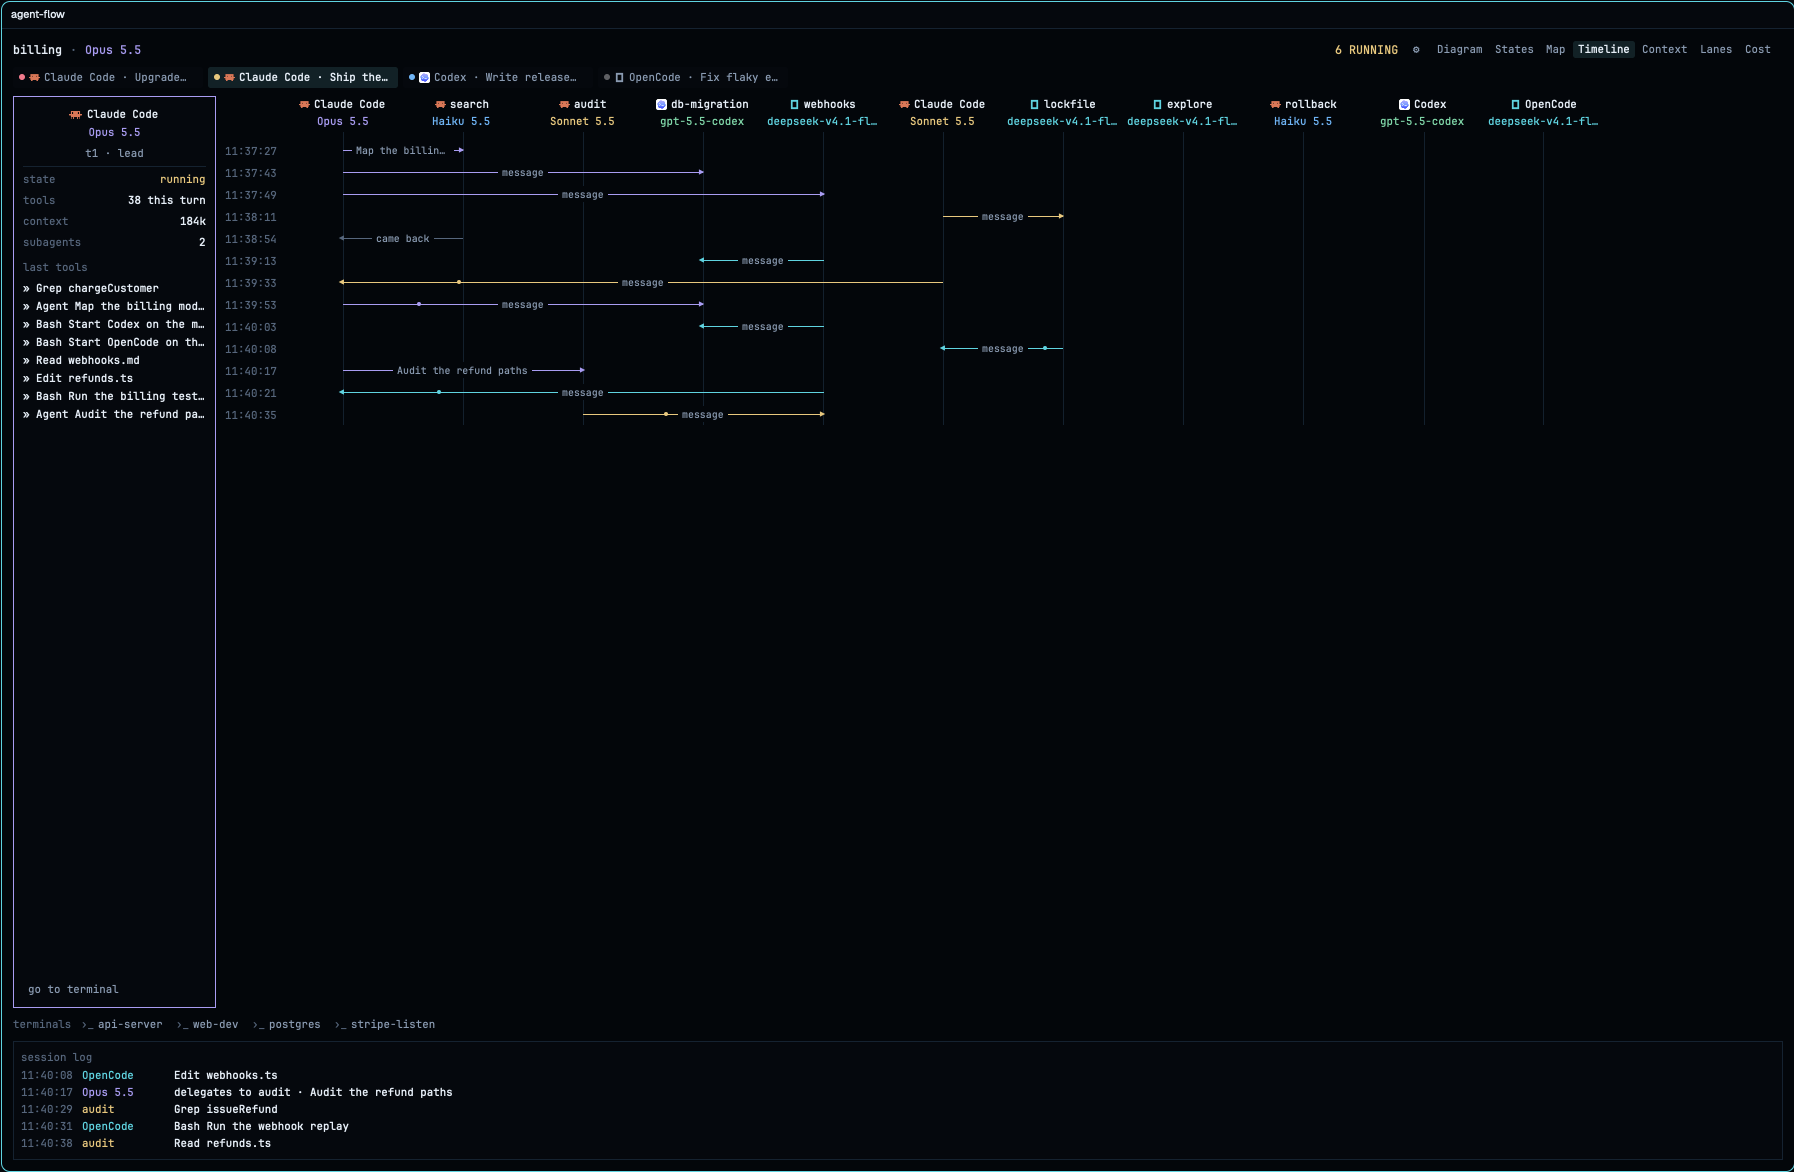 agent-flow
billing · Opus 5.5
6 RUNNING ⚙ Diagram States Map Timeline Context Lanes Cost
Claude Code · Upgrade…
Claude Code · Ship the…
Codex · Write release…
OpenCode · Fix flaky e…
Claude Code
Opus 5.5
t1 · lead
state running
tools 38 this turn
context 184k
subagents 2
last tools
» Grep chargeCustomer
» Agent Map the billing mod…
» Bash Start Codex on the m…
» Bash Start OpenCode on th…
» Read webhooks.md
» Edit refunds.ts
» Bash Run the billing test…
» Agent Audit the refund pa…
go to terminal
Claude Code search audit db-migration webhooks Claude Code lockfile explore rollback Codex OpenCode
Opus 5.5 Haiku 5.5 Sonnet 5.5 gpt-5.5-codex deepseek-v4.1-fl… Sonnet 5.5 deepseek-v4.1-fl… deepseek-v4.1-fl… Haiku 5.5 gpt-5.5-codex deepseek-v4.1-fl…
11:37:27 Map the billin…
11:37:43 message
11:37:49 message
11:38:11 message
11:38:54 came back
11:39:13 message
11:39:33 message
11:39:53 message
11:40:03 message
11:40:08 message
11:40:17 Audit the refund paths
11:40:21 message
11:40:35 message
terminals ›_ api-server ›_ web-dev ›_ postgres ›_ stripe-listen
session log
11:40:08 OpenCode Edit webhooks.ts
11:40:17 Opus 5.5 delegates to audit · Audit the refund paths
11:40:29 audit Grep issueRefund
11:40:31 OpenCode Bash Run the webhook replay
11:40:38 audit Read refunds.ts